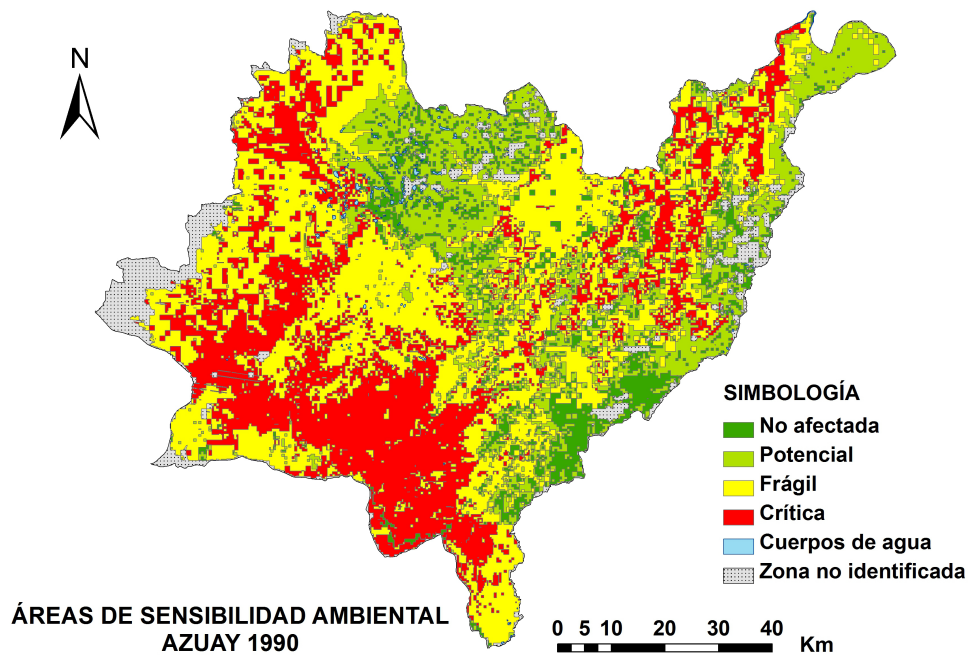 N
SIMBOLOGÍA
No afectada
Potencial
Frágil
Crítica
Cuerpos de agua
Zona no identificada
ÁREAS DE SENSIBILIDAD AMBIENTAL
AZUAY 1990
0 5 10 20 30 40 Km